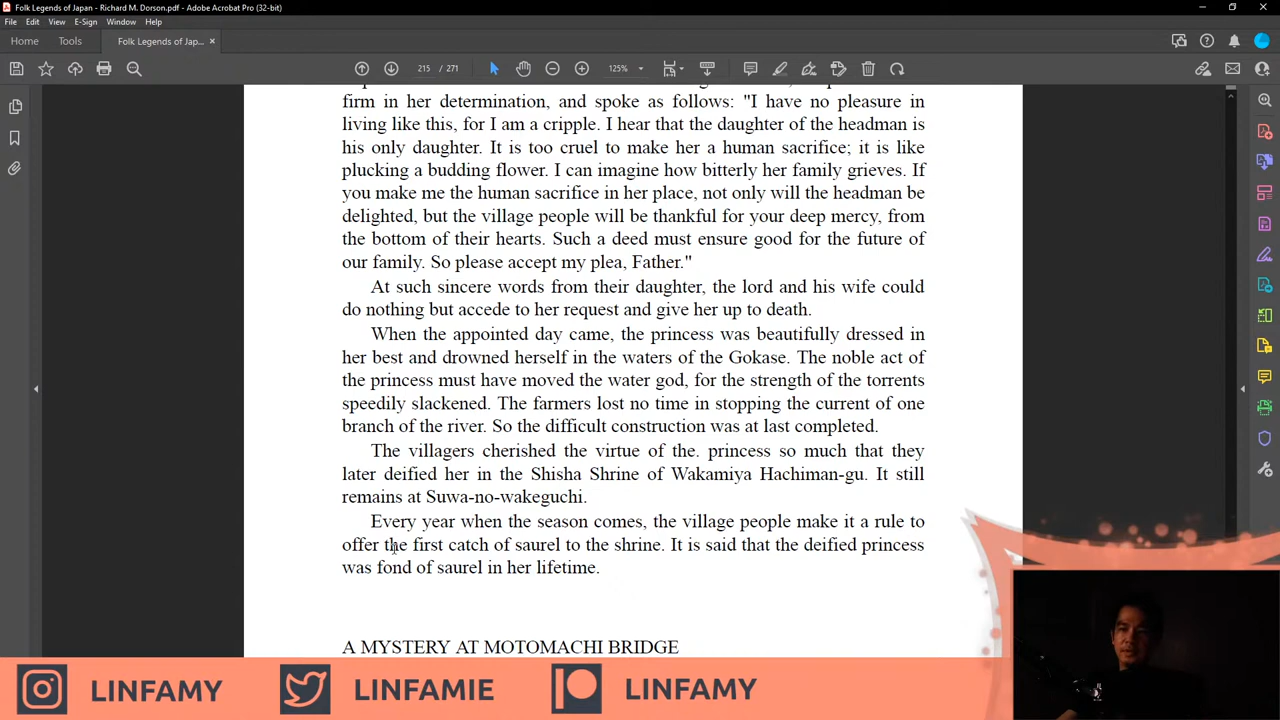 Folk Legends of Japan - Richard M. Dorson.pdf - Adobe Acrobat Pro (32-bit)
File Edit View E-Sign Window Help
Home Tools Folk Legends of Jap... ×
215 / 271 125%
firm in her determination, and spoke as follows: "I have no pleasure in
living like this, for I am a cripple. I hear that the daughter of the headman is
his only daughter. It is too cruel to make her a human sacrifice; it is like
plucking a budding flower. I can imagine how bitterly her family grieves. If
you make me the human sacrifice in her place, not only will the headman be
delighted, but the village people will be thankful for your deep mercy, from
the bottom of their hearts. Such a deed must ensure good for the future of
our family. So please accept my plea, Father."
At such sincere words from their daughter, the lord and his wife could
do nothing but accede to her request and give her up to death.
When the appointed day came, the princess was beautifully dressed in
her best and drowned herself in the waters of the Gokase. The noble act of
the princess must have moved the water god, for the strength of the torrents
speedily slackened. The farmers lost no time in stopping the current of one
branch of the river. So the difficult construction was at last completed.
The villagers cherished the virtue of the. princess so much that they
later deified her in the Shisha Shrine of Wakamiya Hachiman-gu. It still
remains at Suwa-no-wakeguchi.
Every year when the season comes, the village people make it a rule to
offer the first catch of saurel to the shrine. It is said that the deified princess
was fond of saurel in her lifetime.
A MYSTERY AT MOTOMACHI BRIDGE
LINFAMY LINFAMIE LINFAMY